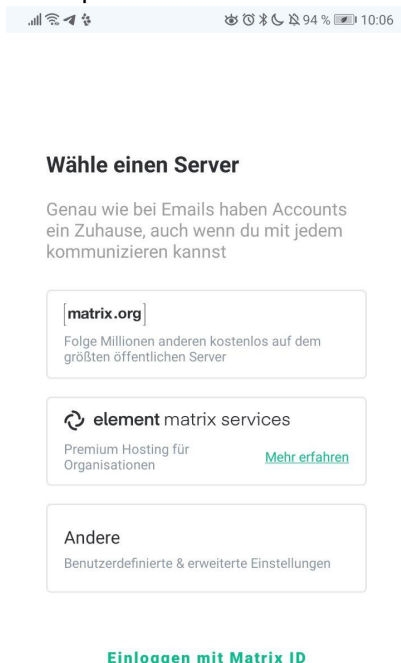 94 % 10:06
Wähle einen Server
Genau wie bei Emails haben Accounts
ein Zuhause, auch wenn du mit jedem
kommunizieren kannst
[matrix.org]
Folge Millionen anderen kostenlos auf dem
größten öffentlichen Server
element matrix services
Premium Hosting für
Organisationen
Mehr erfahren
Andere
Benutzerdefinierte & erweiterte Einstellungen
Einloggen mit Matrix ID